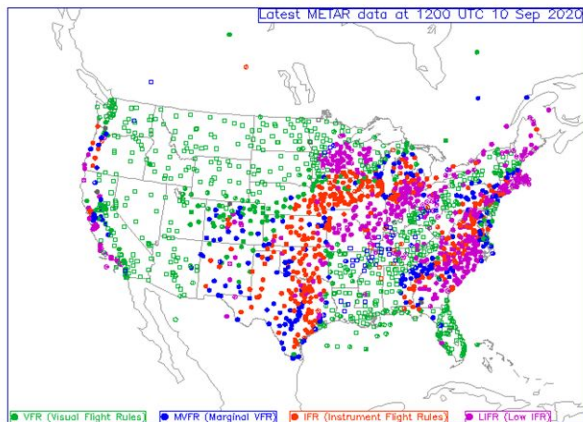 Latest METAR data at 1200 UTC 10 Sep 2020
VFR (Visual Flight Rules) MVFR (Marginal VFR) IFR (Instrument Flight Rules) LIFR (Low IFR)